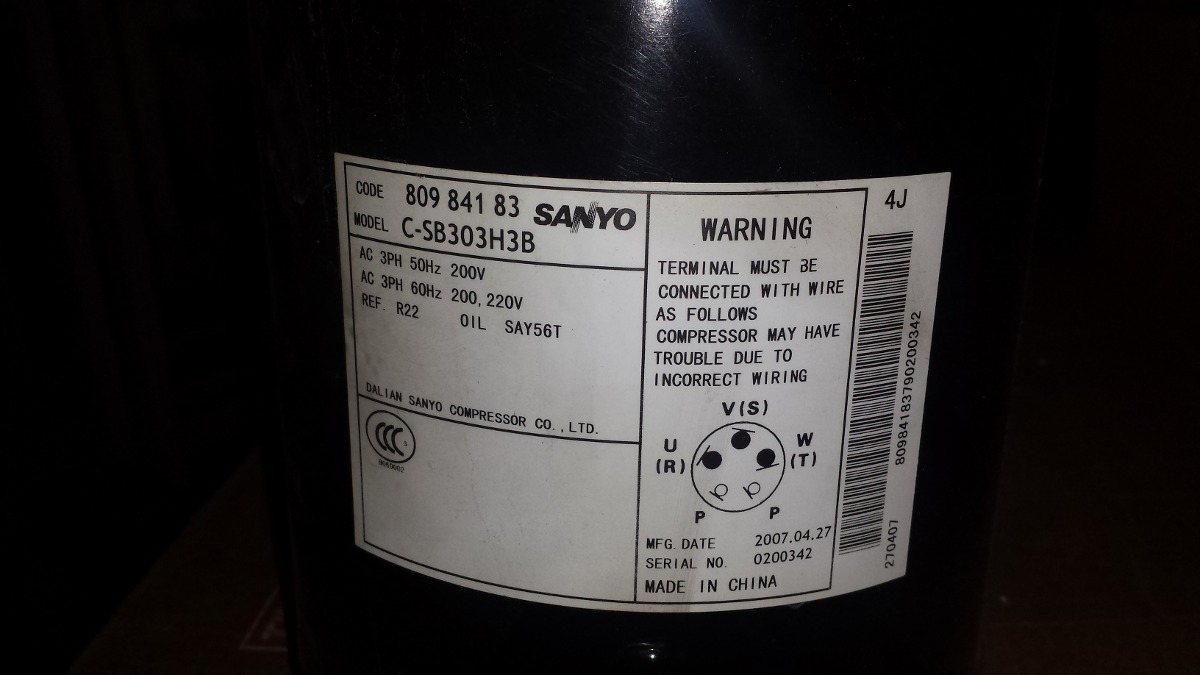 CODE 809 841 83 SANYO
MODEL C-SB303H3B
AC 3PH 50Hz 200V
AC 3PH 60Hz 200, 220V
REF. R22 OIL SAY56T
DALIAN SANYO COMPRESSOR CO., LTD.
CCC S
WARNING
TERMINAL MUST BE
CONNECTED WITH WIRE
AS FOLLOWS
COMPRESSOR MAY HAVE
TROUBLE DUE TO
INCORRECT WIRING
V(S)
U W
(R) (T)
P P
MFG. DATE 2007.04.27
SERIAL NO. 0200342
MADE IN CHINA
4J
80984183790200342
270407